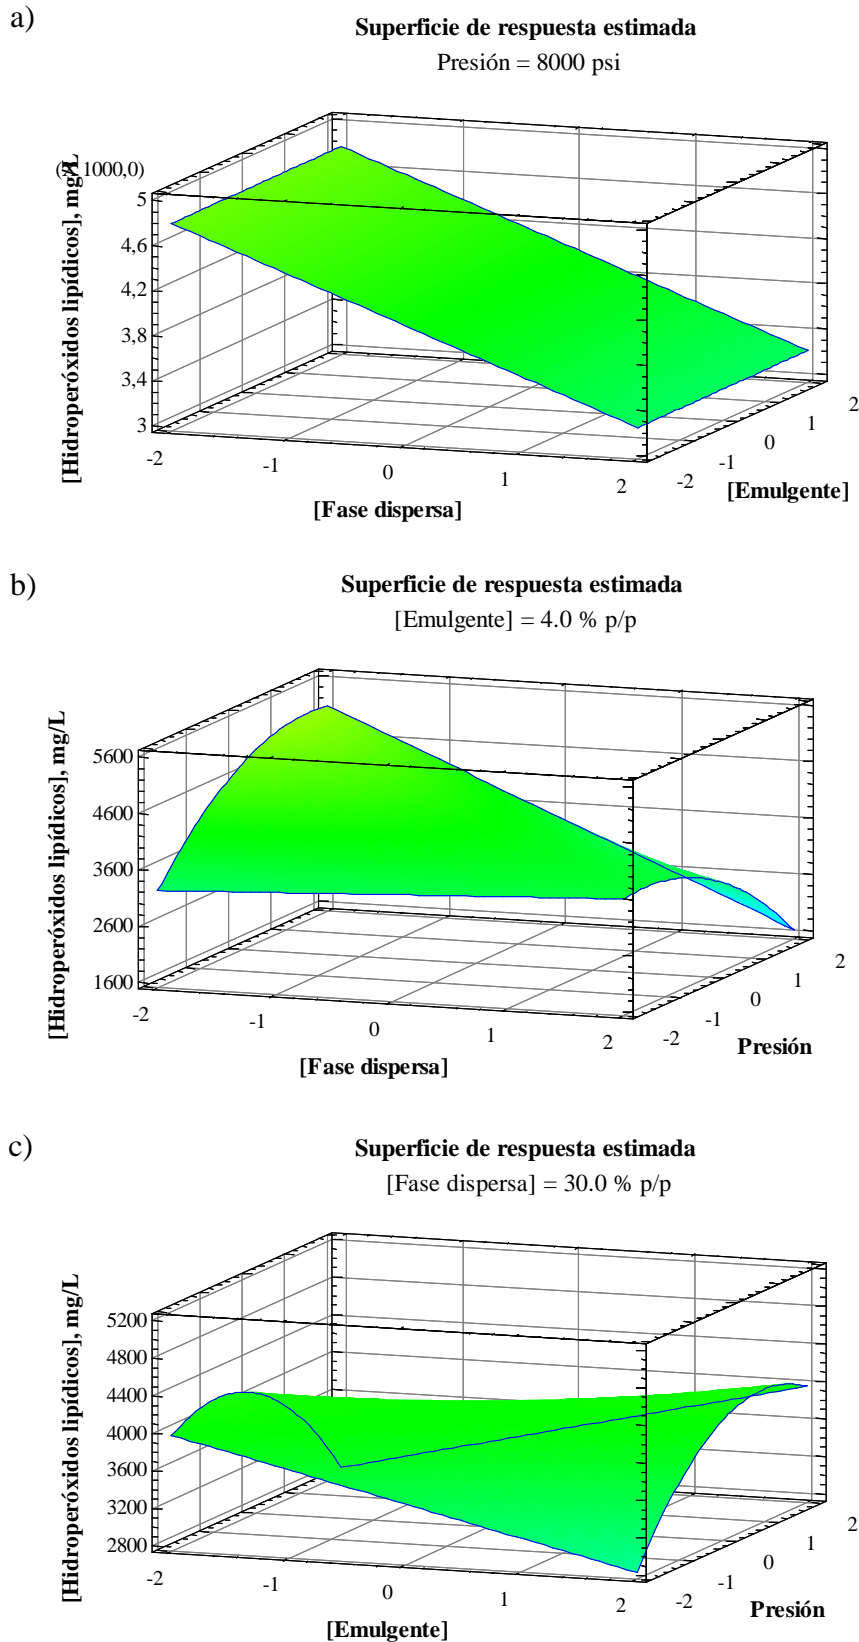 a)
Superficie de respuesta estimada
Presión = 8000 psi
(X 1000,0)
[Hidroperóxidos lipídicos], mg/L
5
4,6
4,2
3,8
3,4
3
-2
-1
0
1
2
[Fase dispersa]
-2
-1
0
1
2
[Emulgente]
b)
Superficie de respuesta estimada
[Emulgente] = 4.0 % p/p
[Hidroperóxidos lipídicos], mg/L
5600
4600
3600
2600
1600
-2
-1
0
1
2
[Fase dispersa]
-2
-1
0
1
2
Presión
c)
Superficie de respuesta estimada
[Fase dispersa] = 30.0 % p/p
[Hidroperóxidos lipídicos], mg/L
5200
4800
4400
4000
3600
3200
2800
-2
-1
0
1
2
[Emulgente]
-2
-1
0
1
2
Presión